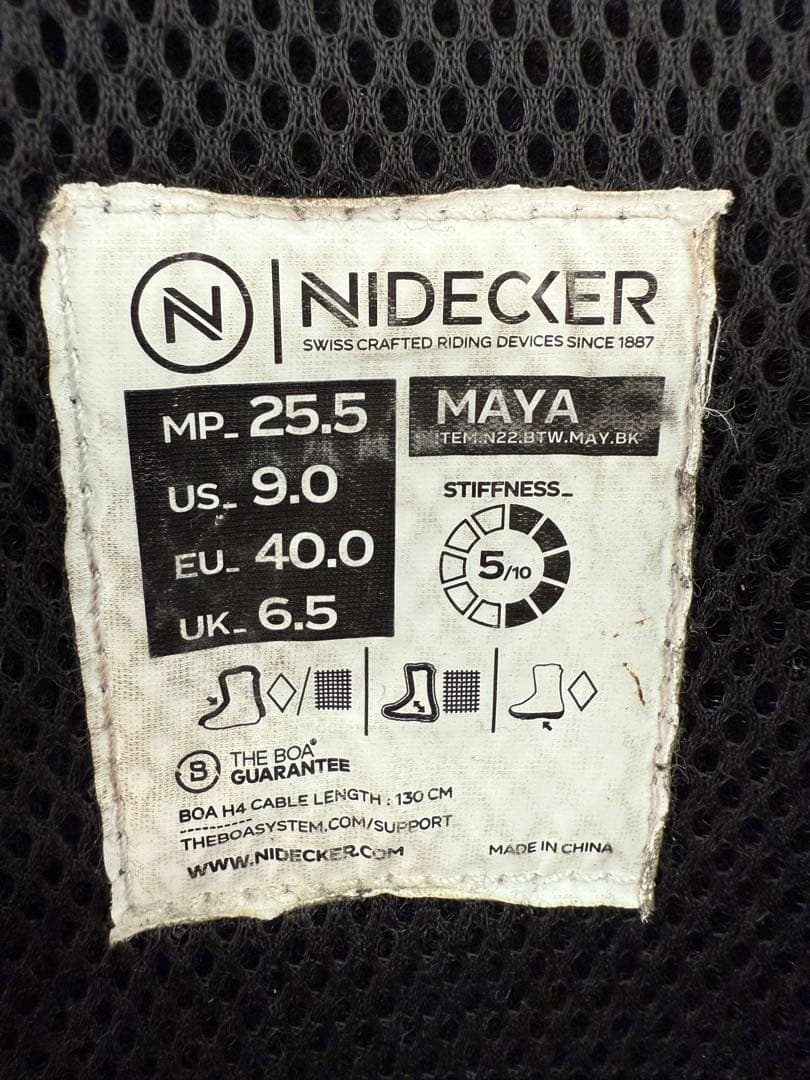 N NIDECKER
SWISS CRAFTED RIDING DEVICES SINCE 1887
MP_ 25.5
US_ 9.0
EU_ 40.0
UK_ 6.5
MAYA
ITEM:N22.BTW.MAY.BK
STIFFNESS_
5/10
B THE BOA®
GUARANTEE
BOA H4 CABLE LENGTH : 130 CM
THEBOASYSTEM.COM/SUPPORT
WWW.NIDECKER.COM
MADE IN CHINA